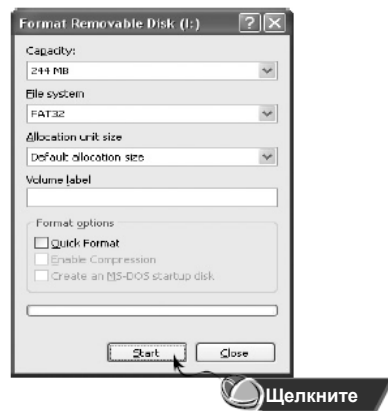 Format Removable Disk (I:)
Capacity:
244 MB
File system
FAT32
Allocation unit size
Default allocation size
Volume label
Format options
Quick Format
Enable Compression
Create an MS-DOS startup disk
Start Close
Щелкните